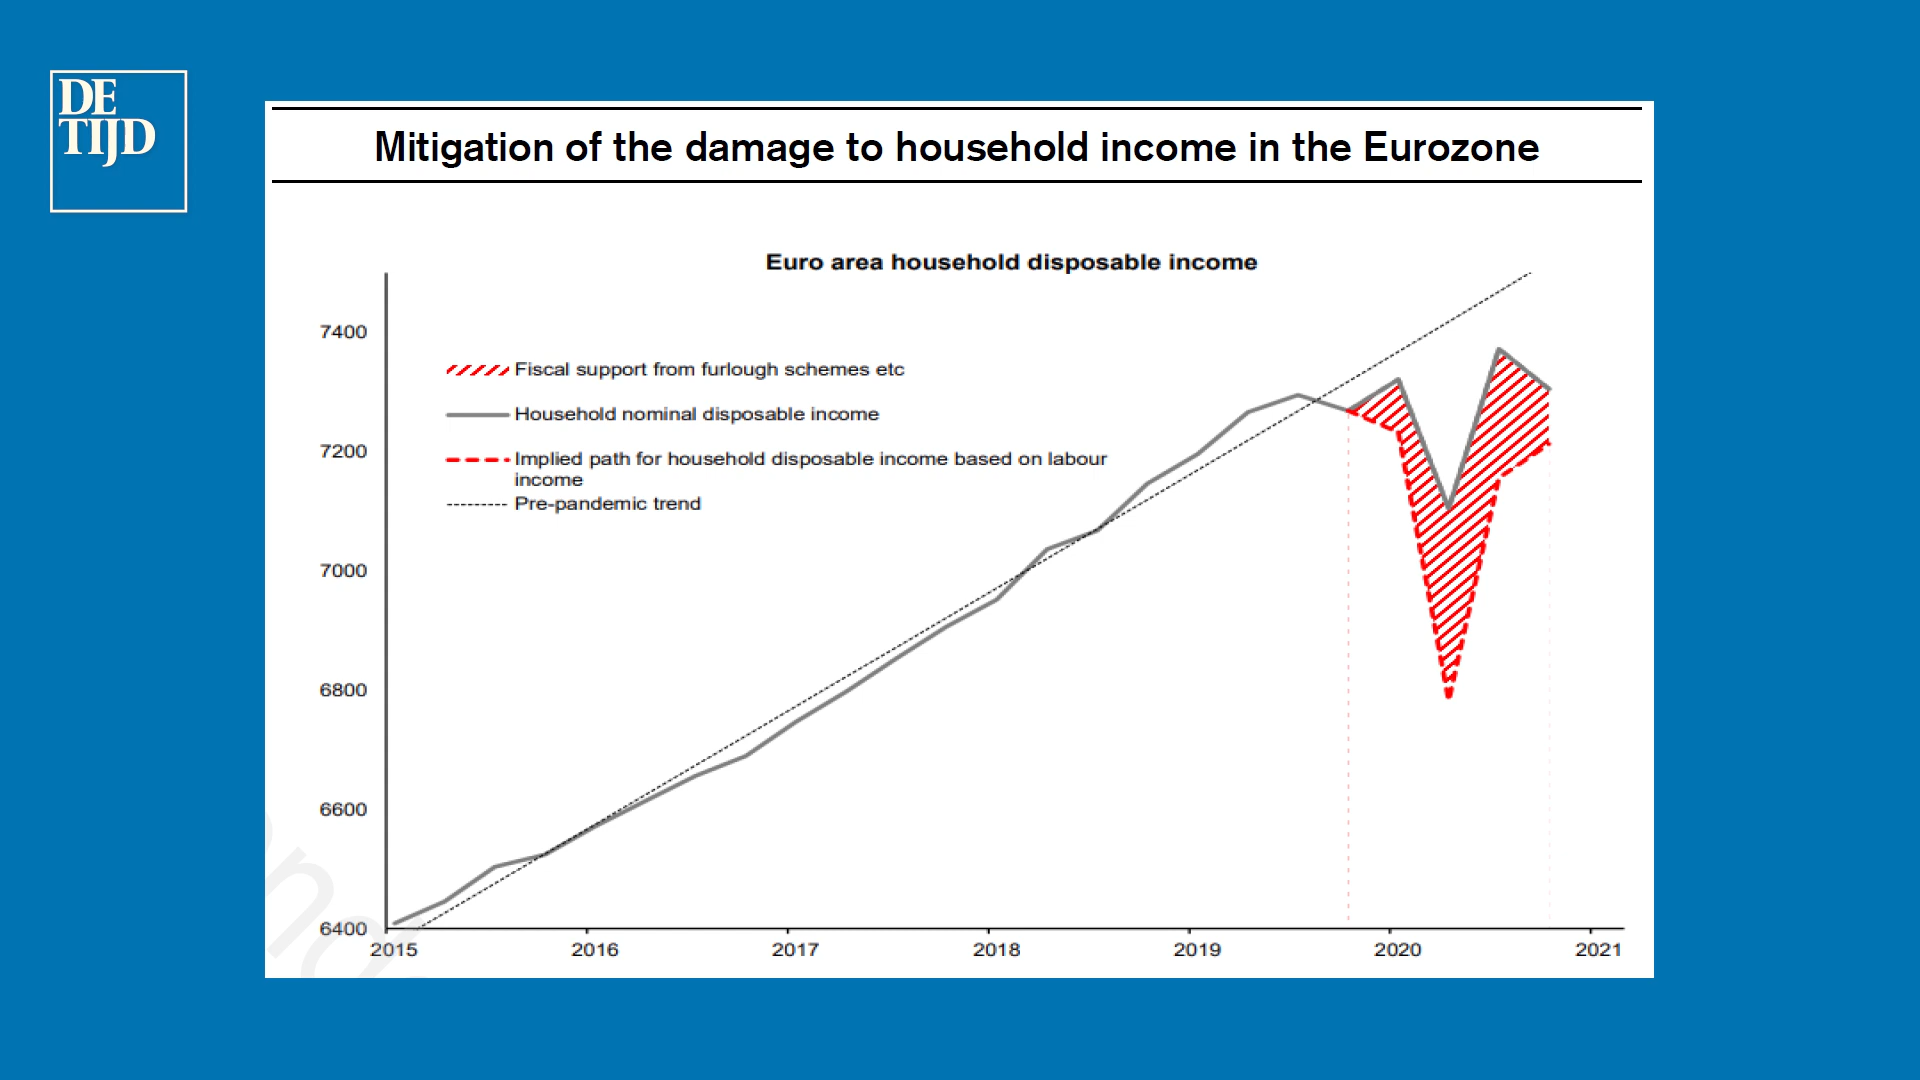 DE
TIJD
Mitigation of the damage to household income in the Eurozone
Euro area household disposable income
7400
7200
7000
6800
6600
6400
Fiscal support from furlough schemes etc
Household nominal disposable income
Implied path for household disposable income based on labour
income
Pre-pandemic trend
2015 2016 2017 2018 2019 2020 2021